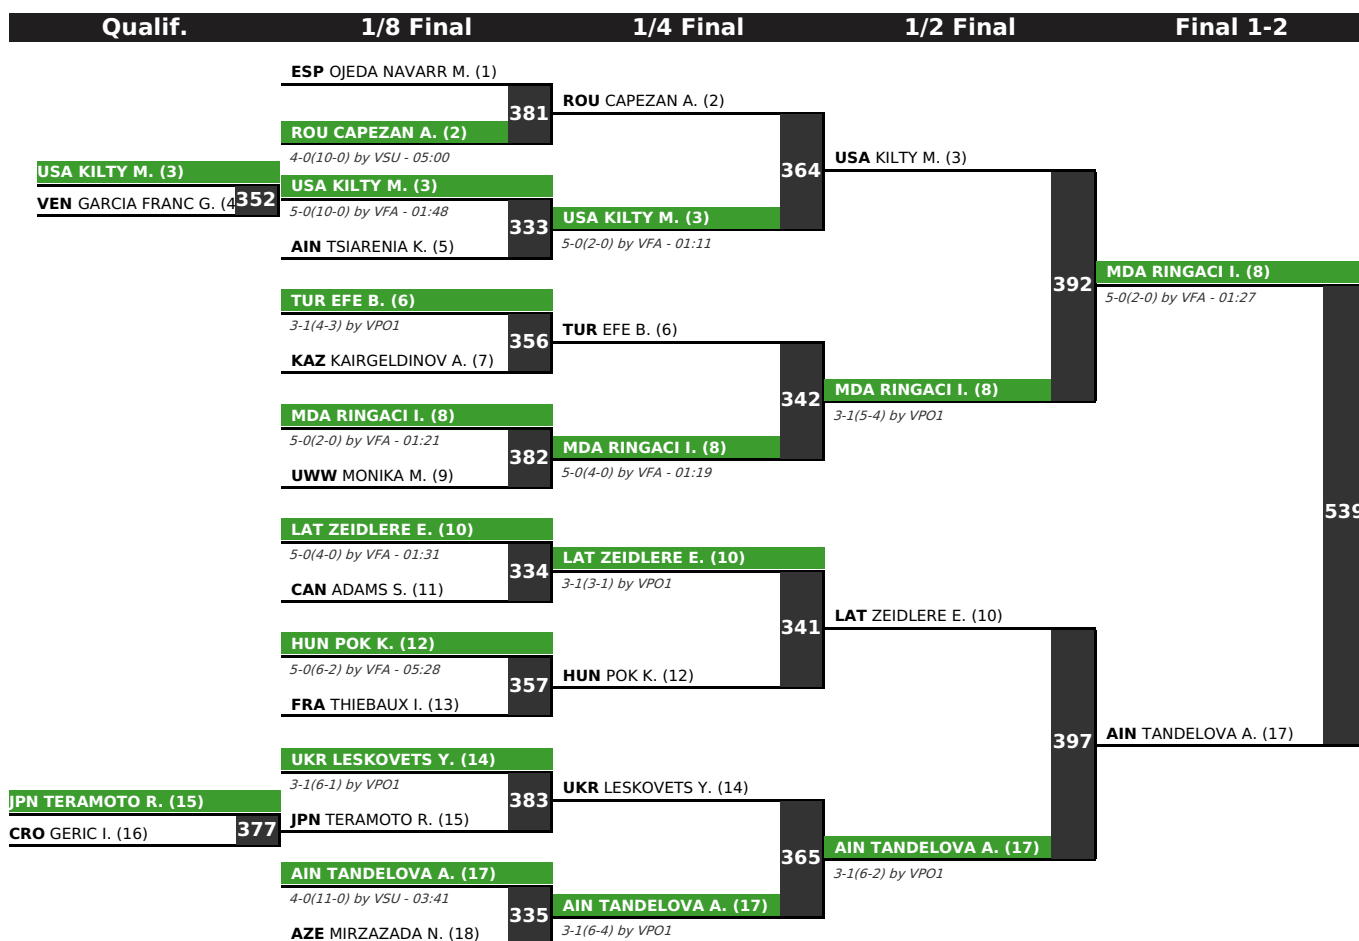 Qualif.
1/8 Final
1/4 Final
1/2 Final
Final 1-2
USA KILTY M. (3)
VEN GARCIA FRANC G. (4
352
JPN TERAMOTO R. (15)
CRO GERIC I. (16)
377
ESP OJEDA NAVARR M. (1)
381
ROU CAPEZAN A. (2)
4-0(10-0) by VSU - 05:00
USA KILTY M. (3)
5-0(10-0) by VFA - 01:48
333
AIN TSIARENIA K. (5)
TUR EFE B. (6)
3-1(4-3) by VPO1
356
KAZ KAIRGELDINOV A. (7)
MDA RINGACI I. (8)
5-0(2-0) by VFA - 01:21
382
UWW MONIKA M. (9)
LAT ZEIDLERE E. (10)
5-0(4-0) by VFA - 01:31
334
CAN ADAMS S. (11)
HUN POK K. (12)
5-0(6-2) by VFA - 05:28
357
FRA THIEBAUX I. (13)
UKR LESKOVETS Y. (14)
3-1(6-1) by VPO1
383
JPN TERAMOTO R. (15)
AIN TANDELOVA A. (17)
4-0(11-0) by VSU - 03:41
335
AZE MIRZAZADA N. (18)
ROU CAPEZAN A. (2)
364
USA KILTY M. (3)
5-0(2-0) by VFA - 01:11
TUR EFE B. (6)
342
MDA RINGACI I. (8)
5-0(4-0) by VFA - 01:19
LAT ZEIDLERE E. (10)
3-1(3-1) by VPO1
341
HUN POK K. (12)
UKR LESKOVETS Y. (14)
365
AIN TANDELOVA A. (17)
3-1(6-4) by VPO1
USA KILTY M. (3)
392
MDA RINGACI I. (8)
3-1(5-4) by VPO1
LAT ZEIDLERE E. (10)
397
AIN TANDELOVA A. (17)
3-1(6-2) by VPO1
MDA RINGACI I. (8)
5-0(2-0) by VFA - 01:27
539
AIN TANDELOVA A. (17)